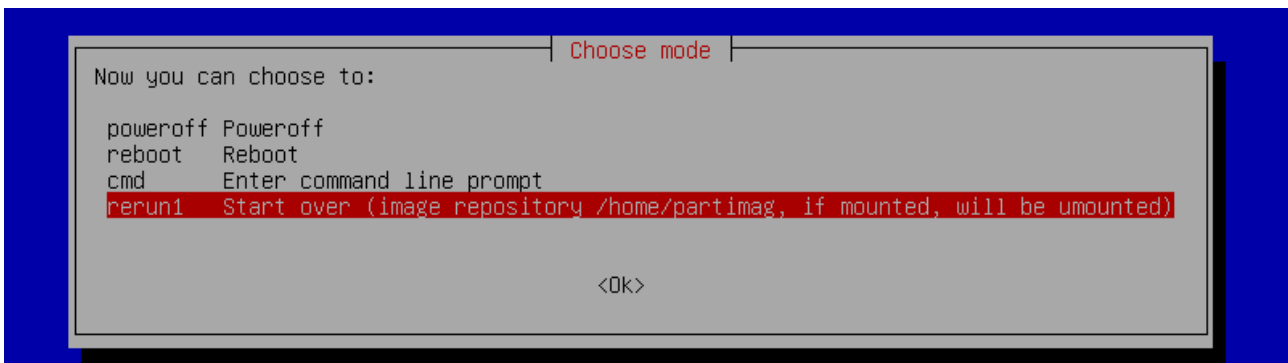 Choose mode
Now you can choose to:
poweroff Poweroff
reboot Reboot
cmd Enter command line prompt
rerun1 Start over (image repository /home/partimag, if mounted, will be umounted)
<Ok>